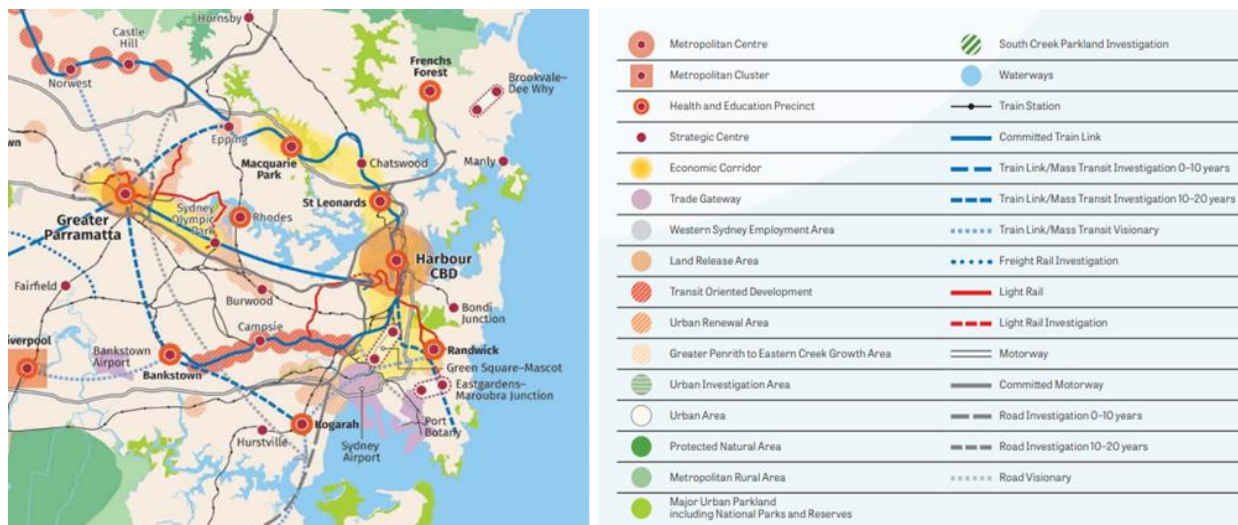 Hornsby
Castle
Hill
Norwest
Frenchs
Forest
Brookvale–
Dee Why
Epping
Macquarie
Park
Chatswood
Manly
St Leonards
Greater
Parramatta
Sydney
Olympic
Park
Rhodes
Harbour
CBD
Fairfield
Burwood
Bondi
Junction
Campsie
Bankstown
Airport
Bankstown
Randwick
Green Square–Mascot
Eastgardens–
Maroubra Junction
Kogarah
Hurstville
Sydney
Airport
Port
Botany
Metropolitan Centre
Metropolitan Cluster
Health and Education Precinct
Strategic Centre
Economic Corridor
Trade Gateway
Western Sydney Employment Area
Land Release Area
Transit Oriented Development
Urban Renewal Area
Greater Penrith to Eastern Creek Growth Area
Urban Investigation Area
Urban Area
Protected Natural Area
Metropolitan Rural Area
Major Urban Parkland
including National Parks and Reserves
South Creek Parkland Investigation
Waterways
Train Station
Committed Train Link
Train Link/Mass Transit Investigation 0–10 years
Train Link/Mass Transit Investigation 10–20 years
Train Link/Mass Transit Visionary
Freight Rail Investigation
Light Rail
Light Rail Investigation
Motorway
Committed Motorway
Road Investigation 0–10 years
Road Investigation 10–20 years
Road Visionary